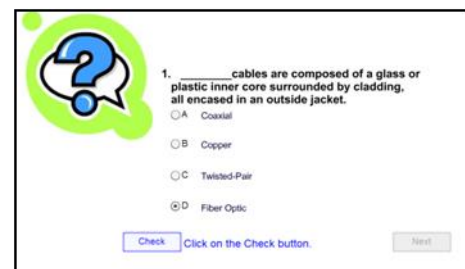 1. _______cables are composed of a glass or
plastic inner core surrounded by cladding,
all encased in an outside jacket.
A Coaxial
B Copper
C Twisted-Pair
D Fiber Optic
Check Click on the Check button. Next